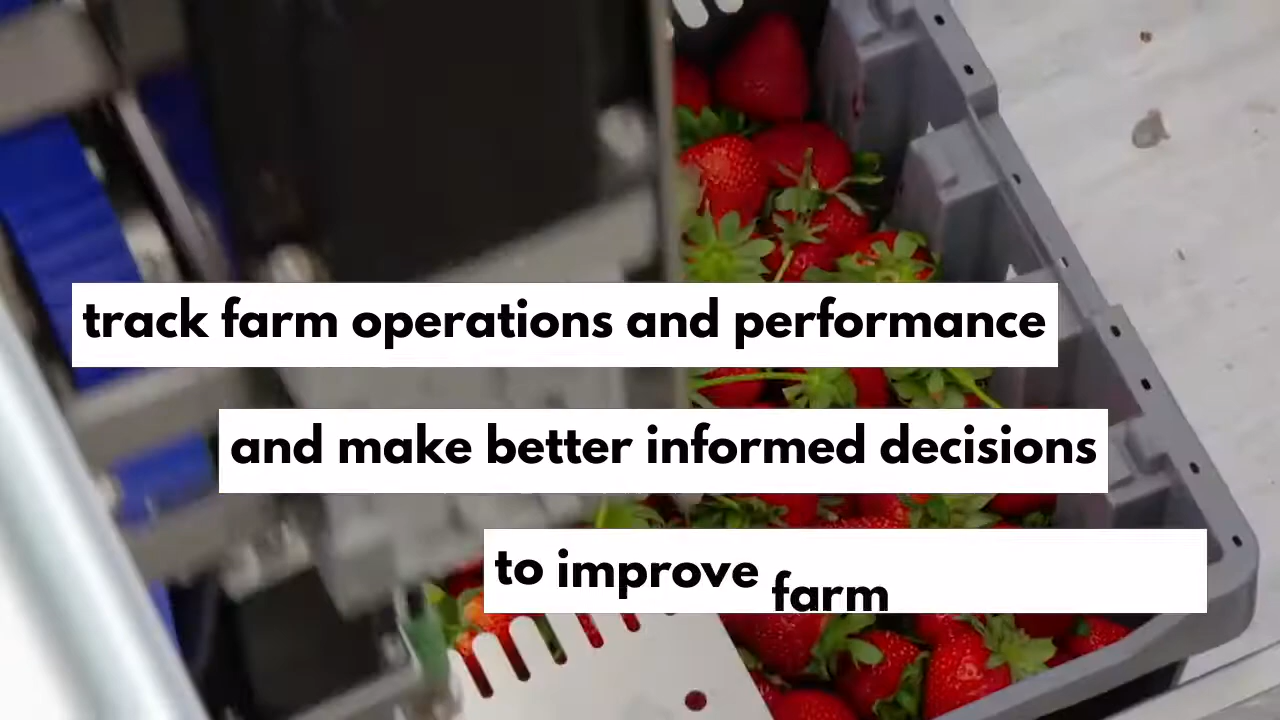 track farm operations and performance
and make better informed decisions
to improve farm